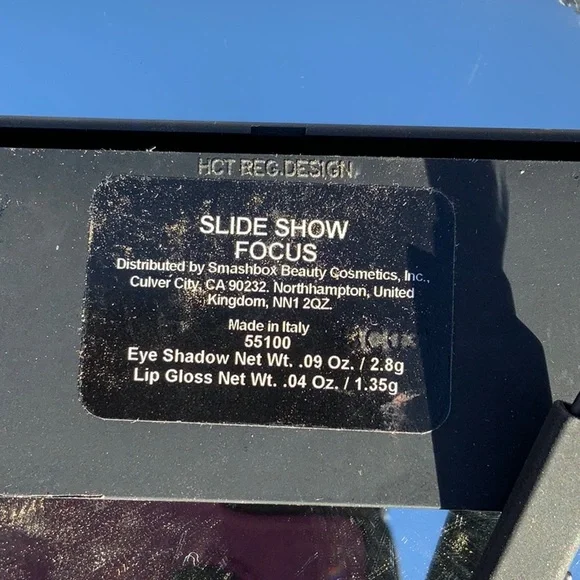 HCT REG.DESIGN.
SLIDE SHOW
FOCUS
Distributed by Smashbox Beauty Cosmetics, Inc.,
Culver City, CA 90232. Northhampton, United
Kingdom, NN1 2QZ.
Made in Italy
55100
Eye Shadow Net Wt. .09 Oz. / 2.8g
Lip Gloss Net Wt. .04 Oz. / 1.35g